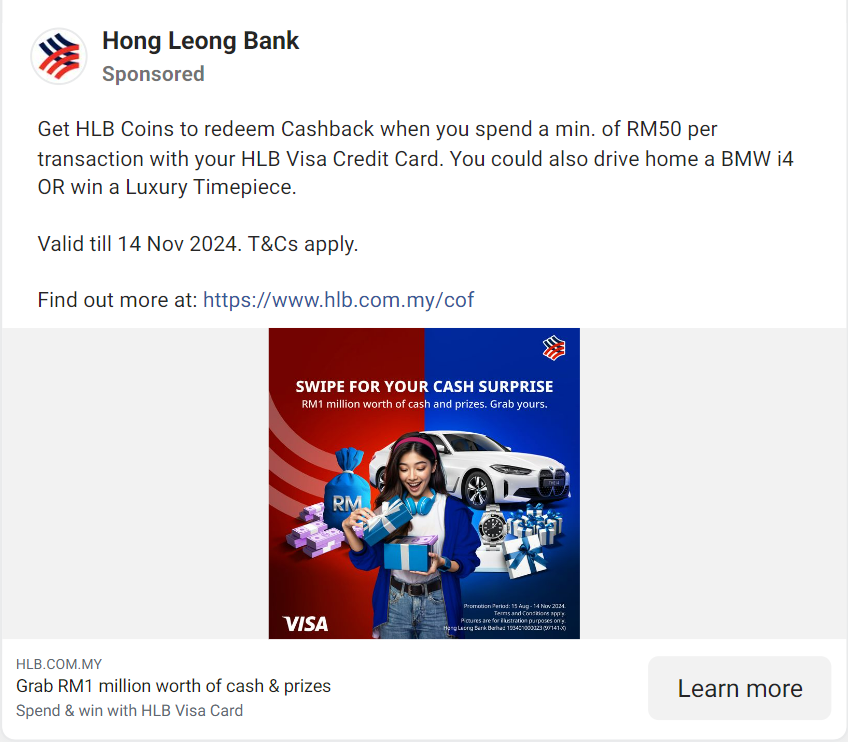 Hong Leong Bank
Sponsored
Get HLB Coins to redeem Cashback when you spend a min. of RM50 per
transaction with your HLB Visa Credit Card. You could also drive home a BMW i4
OR win a Luxury Timepiece.
Valid till 14 Nov 2024. T&Cs apply.
Find out more at: https://www.hlb.com.my/cof
SWIPE FOR YOUR CASH SURPRISE
RM1 million worth of cash and prizes. Grab yours.
RM
Promotion Period: 15 Aug - 14 Nov 2024.
Terms and Conditions apply.
Pictures are for illustration purposes only.
Hong Leong Bank Berhad 193401000023 (97141-X)
VISA
HLB.COM.MY
Grab RM1 million worth of cash & prizes
Spend & win with HLB Visa Card
Learn more